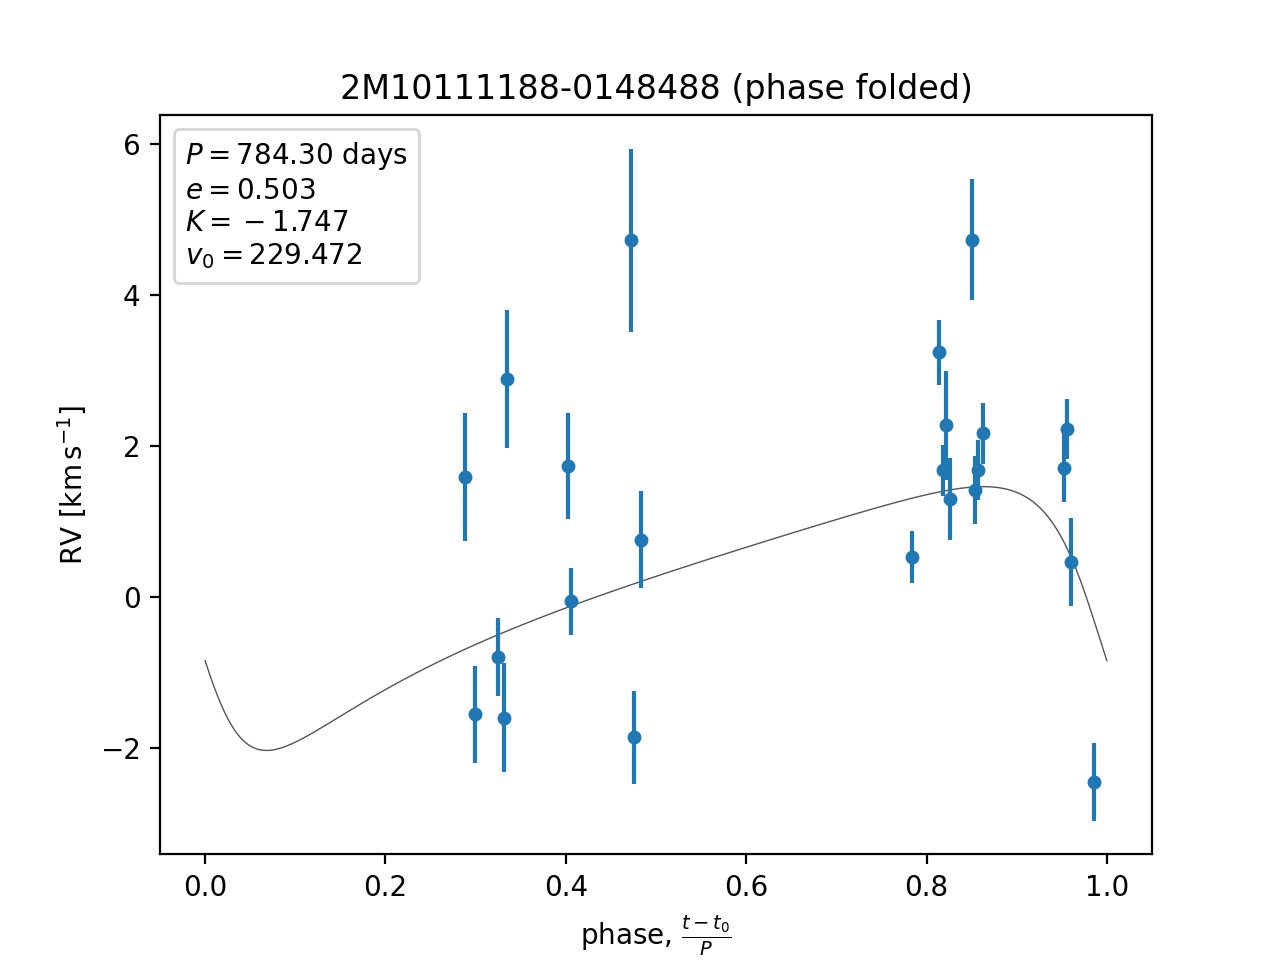 2M10111188-0148488 (phase folded)
P = 784.30 days
e = 0.503
K = −1.747
v₀ = 229.472
6
4
2
0
−2
RV [km s⁻¹]
0.0 0.2 0.4 0.6 0.8 1.0
phase, (t − t₀)/P